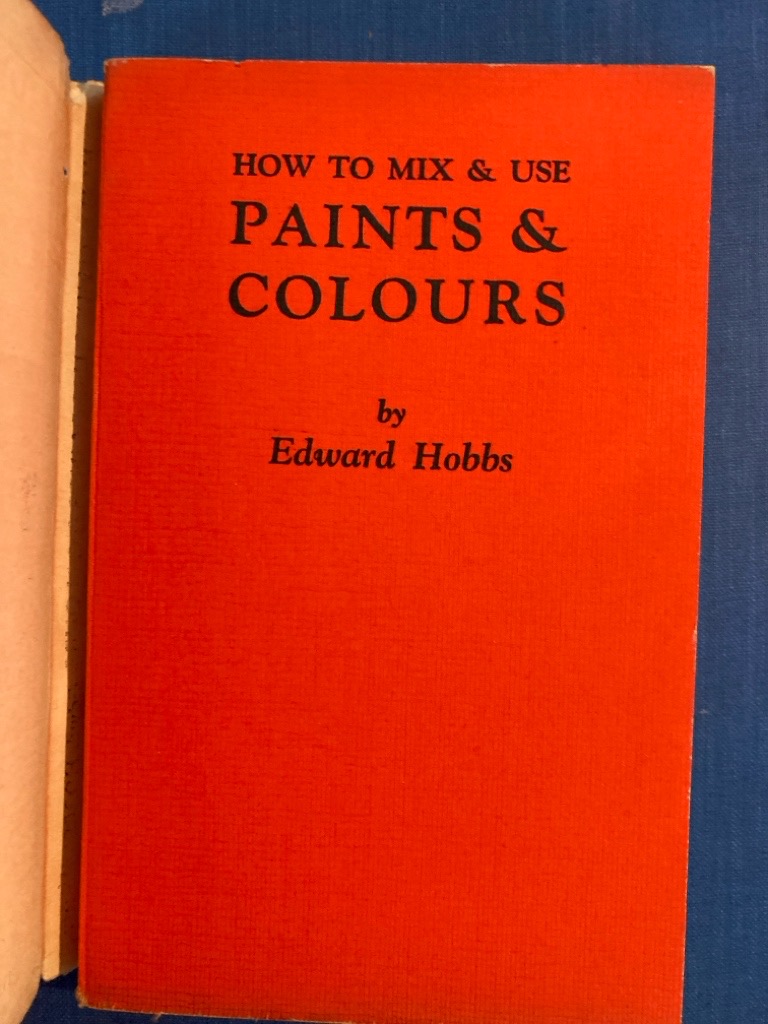 HOW TO MIX & USE
PAINTS &
COLOURS
by
Edward Hobbs